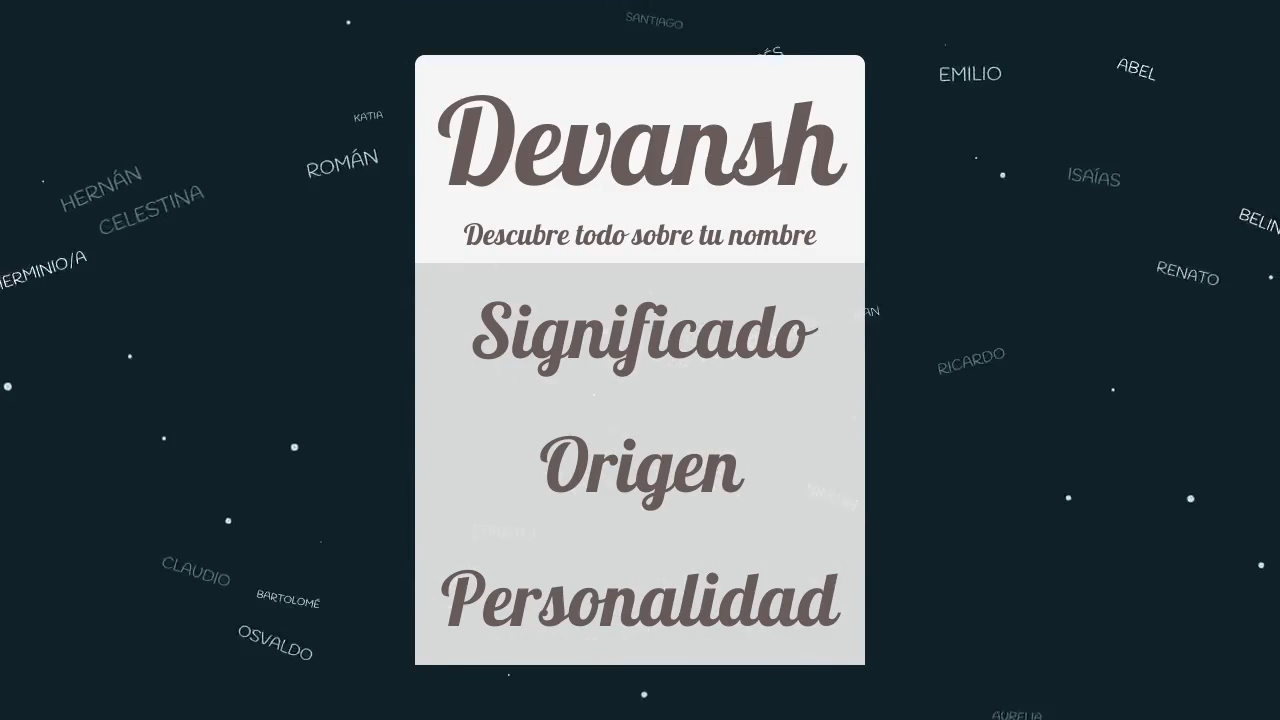 SANTIAGO
EMILIO
ABEL
KATIA
ROMÁN
HERNÁN
CELESTINA
ISAÍAS
HERMINIO/A
RENATO
RICARDO
Devansh
Descubre todo sobre tu nombre
Significado
Origen
Personalidad
CLAUDIO
BARTOLOMÉ
OSVALDO
AURELIA